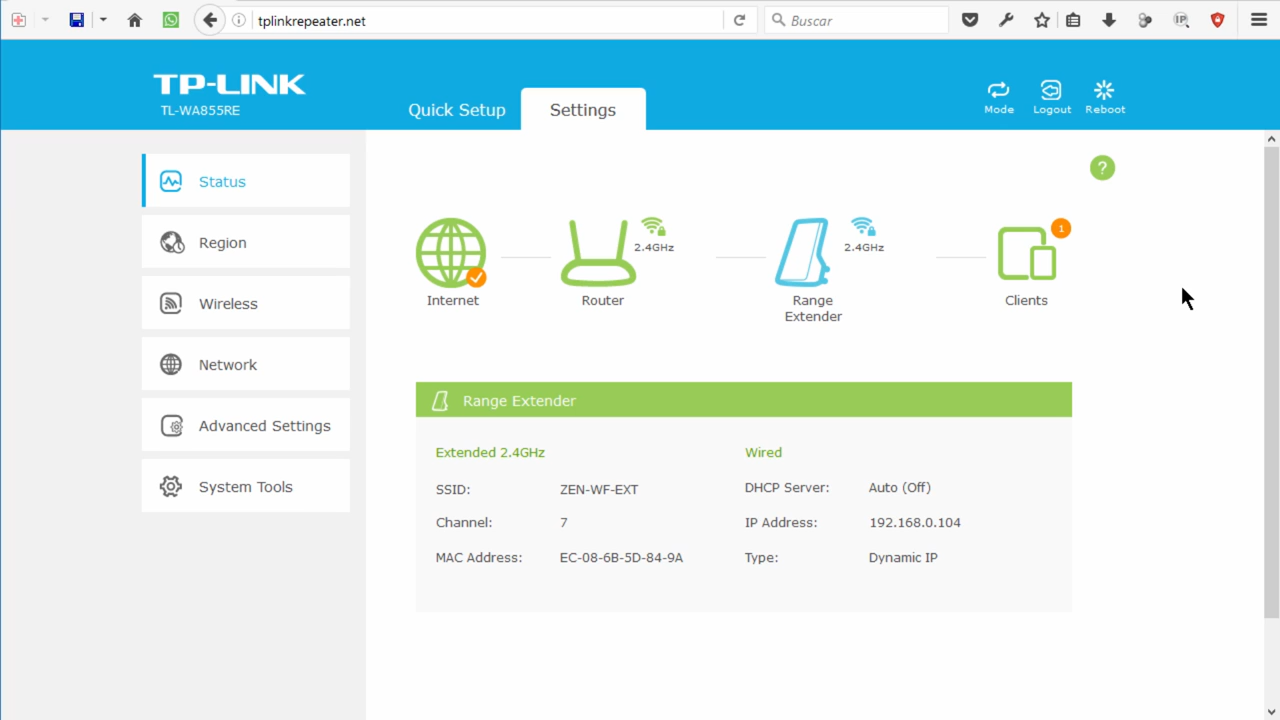 tplinkrepeater.net
Buscar
IP
TP-LINK
TL-WA855RE
Quick Setup
Settings
Mode
Logout
Reboot
Status
Region
Wireless
Network
Advanced Settings
System Tools
?
2.4GHz
2.4GHz
1
Internet
Router
Range
Extender
Clients
Range Extender
Extended 2.4GHz
SSID: ZEN-WF-EXT
Channel: 7
MAC Address: EC-08-6B-5D-84-9A
Wired
DHCP Server: Auto (Off)
IP Address: 192.168.0.104
Type: Dynamic IP